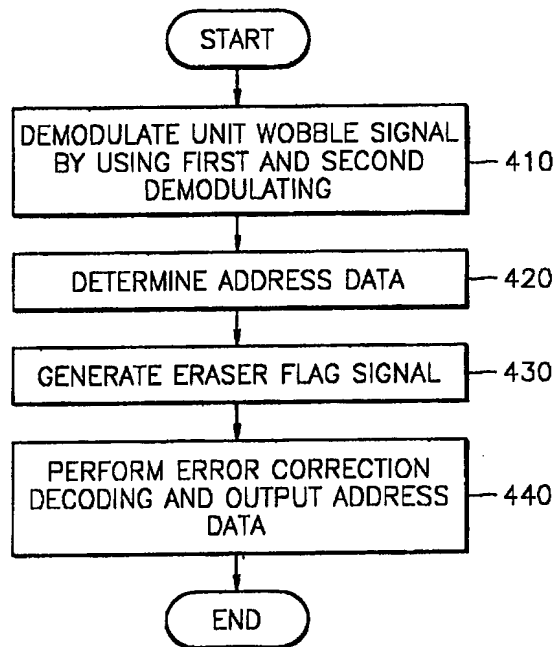 START
DEMODULATE UNIT WOBBLE SIGNAL
BY USING FIRST AND SECOND
DEMODULATING
410
DETERMINE ADDRESS DATA
420
GENERATE ERASER FLAG SIGNAL
430
PERFORM ERROR CORRECTION
DECODING AND OUTPUT ADDRESS
DATA
440
END